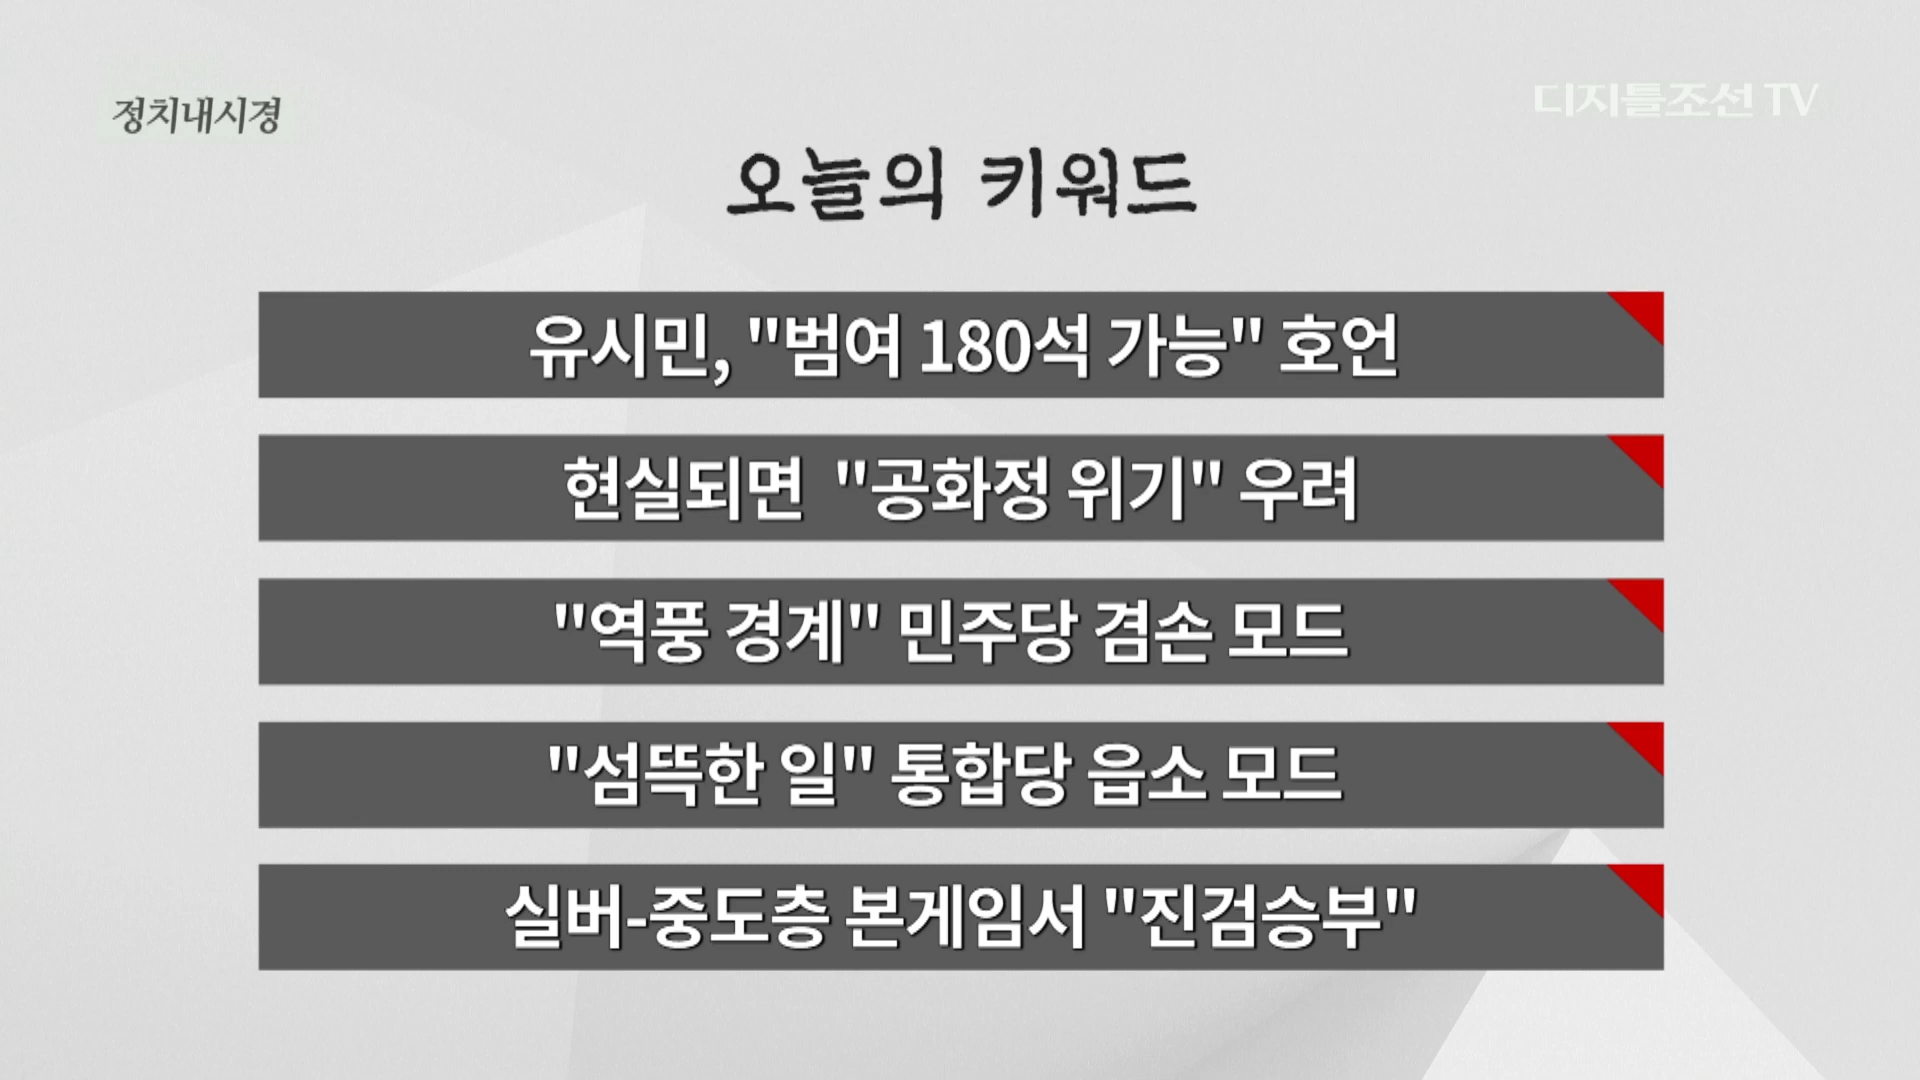 정치내시경
디지틀조선 TV
오늘의 키워드
유시민, "범여 180석 가능" 호언
현실되면 "공화정 위기" 우려
"역풍 경계" 민주당 겸손 모드
"섬뜩한 일" 통합당 읍소 모드
실버-중도층 본게임서 "진검승부"